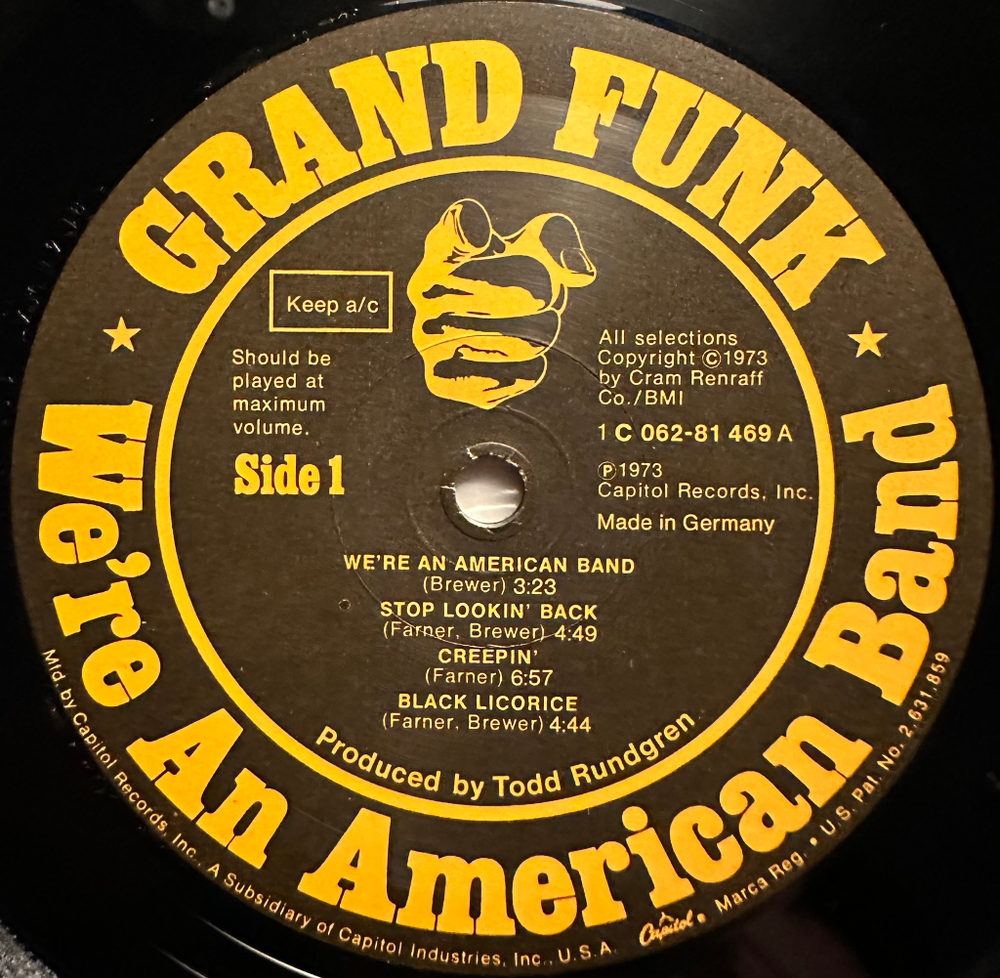 GRAND FUNK
Keep a/c
Should be
played at
maximum
volume.
Side 1
All selections
Copyright ©1973
by Cram Renraff
Co./BMI
1 C 062-81 469 A
℗1973
Capitol Records, Inc.
Made in Germany
WE'RE AN AMERICAN BAND
(Brewer) 3:23
STOP LOOKIN' BACK
(Farner, Brewer) 4:49
CREEPIN'
(Farner) 6:57
BLACK LICORICE
(Farner, Brewer) 4:44
Produced by Todd Rundgren
We're An American Band
Mfd. by Capitol Records, Inc., A Subsidiary of Capitol Industries, Inc., U.S.A. Capitol • Marca Reg. • U.S. Pat. No. 2,631,859